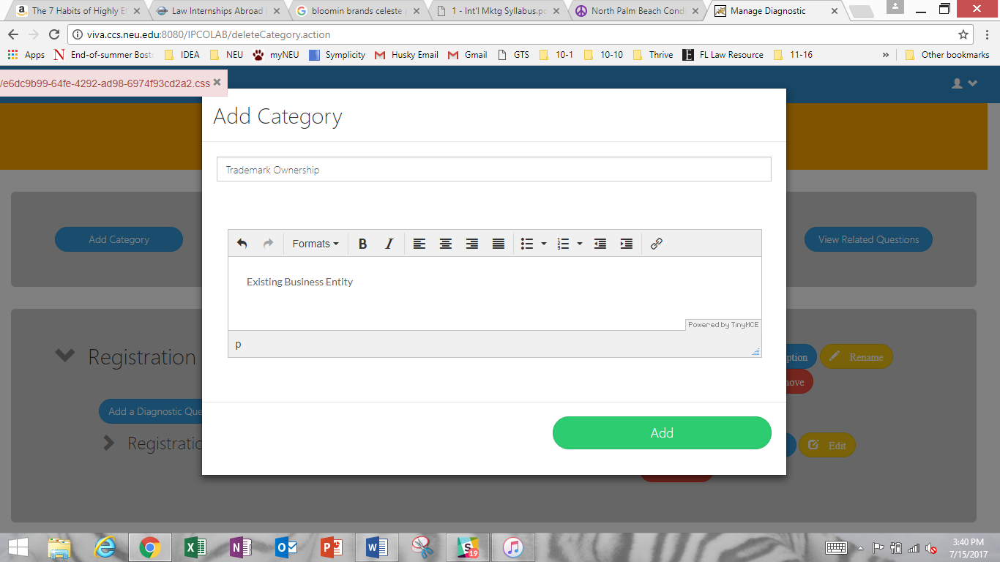 The 7 Habits of Highly Ef
Law Internships Abroad
bloomin brands celeste
1 - Int'l Mktg Syllabus.pd
North Palm Beach Cond
Manage Diagnostic
viva.ccs.neu.edu:8080/IPCOLAB/deleteCategory.action
Apps
End-of-summer Bost
IDEA
NEU
myNEU
Symplicity
Husky Email
Gmail
GTS
10-1
10-10
Thrive
FL Law Resource
11-16
»
Other bookmarks
/e6dc9b99-64fe-4292-ad98-6974f93cd2a2.css
Add Category
Trademark Ownership
Add Category
View Related Questions
Formats
B I
Existing Business Entity
Powered by TinyMCE
p
Registration
ption
Rename
nove
Add a Diagnostic Que
Registratio
Edit
Add
19
3:40 PM
7/15/2017